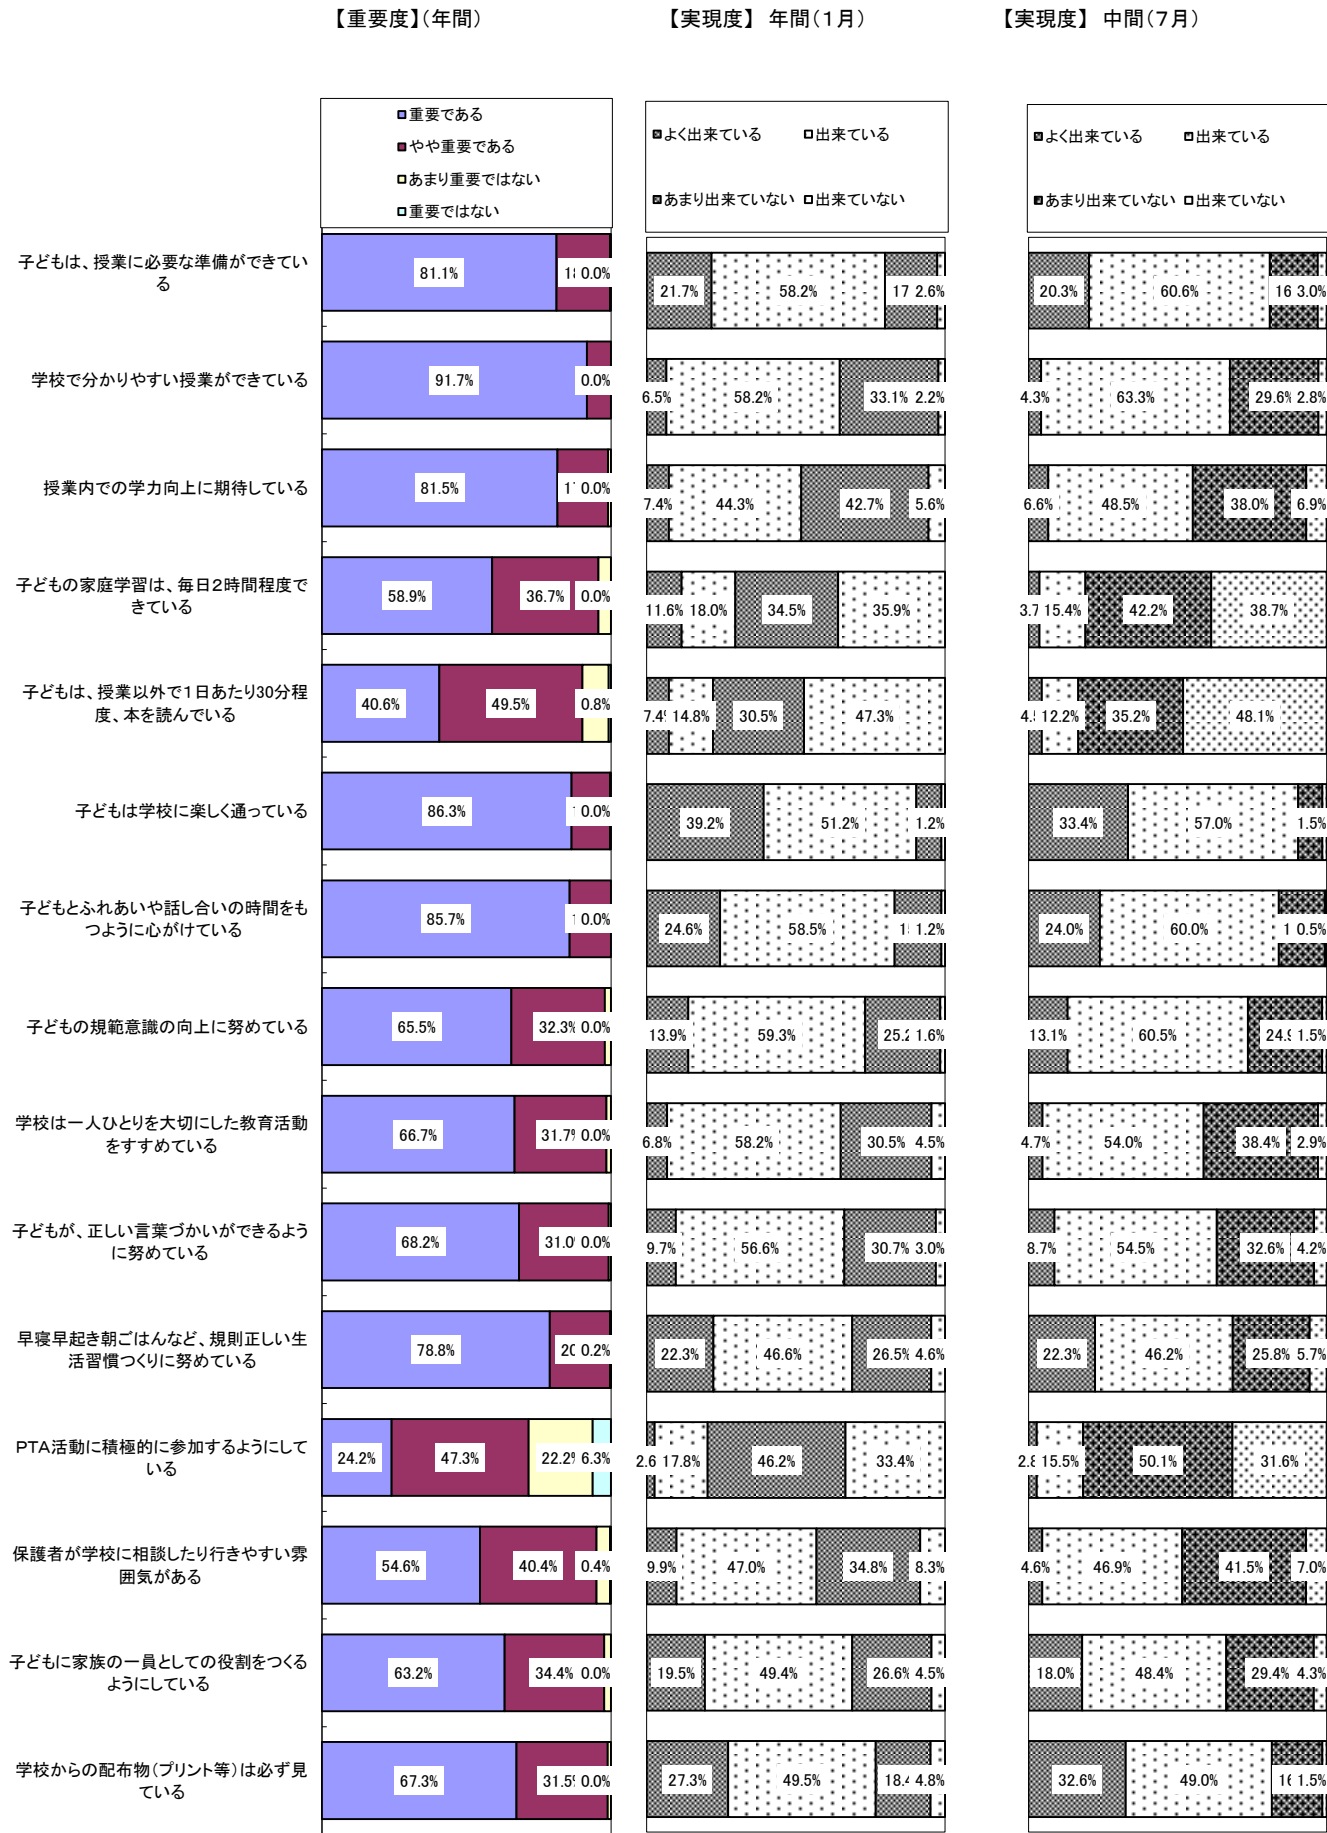 【重要度】(年間)
【実現度】 年間(1月)
【実現度】 中間(7月)
重要である
やや重要である
あまり重要ではない
重要ではない
よく出来ている 出来ている
あまり出来ていない 出来ていない
よく出来ている 出来ている
あまり出来ていない 出来ていない
子どもは、授業に必要な準備ができてい
る
81.1% 0.0%
21.7% 58.2% 17 2.6%
20.3% 60.6% 16 3.0%
学校で分かりやすい授業ができている
91.7% 0.0%
6.5% 58.2% 33.1% 2.2%
4.3% 63.3% 29.6% 2.8%
授業内での学力向上に期待している
81.5% 0.0%
7.4% 44.3% 42.7% 5.6%
6.6% 48.5% 38.0% 6.9%
子どもの家庭学習は、毎日2時間程度で
きている
58.9% 36.7% 0.0%
11.6% 18.0% 34.5% 35.9%
3.7 15.4% 42.2% 38.7%
子どもは、授業以外で1日あたり30分程
度、本を読んでいる
40.6% 49.5% 0.8%
7.4% 14.8% 30.5% 47.3%
4.5 12.2% 35.2% 48.1%
子どもは学校に楽しく通っている
86.3% 0.0%
39.2% 51.2% 1.2%
33.4% 57.0% 1.5%
子どもとふれあいや話し合いの時間をも
つように心がけている
85.7% 0.0%
24.6% 58.5% 1.2%
24.0% 60.0% 1 0.5%
子どもの規範意識の向上に努めている
65.5% 32.3% 0.0%
13.9% 59.3% 25.2 1.6%
13.1% 60.5% 24.9 1.5%
学校は一人ひとりを大切にした教育活動
をすすめている
66.7% 31.7% 0.0%
6.8% 58.2% 30.5% 4.5%
4.7% 54.0% 38.4% 2.9%
子どもが、正しい言葉づかいができるよう
に努めている
68.2% 31.0 0.0%
9.7% 56.6% 30.7% 3.0%
8.7% 54.5% 32.6% 4.2%
早寝早起き朝ごはんなど、規則正しい生
活習慣つくりに努めている
78.8% 20 0.2%
22.3% 46.6% 26.5% 4.6%
22.3% 46.2% 25.8% 5.7%
PTA活動に積極的に参加するようにして
いる
24.2% 47.3% 22.2% 6.3%
2.6 17.8% 46.2% 33.4%
2.8 15.5% 50.1% 31.6%
保護者が学校に相談したり行きやすい雰
囲気がある
54.6% 40.4% 0.4%
9.9% 47.0% 34.8% 8.3%
4.6% 46.9% 41.5% 7.0%
子どもに家族の一員としての役割をつくる
ようにしている
63.2% 34.4% 0.0%
19.5% 49.4% 26.6% 4.5%
18.0% 48.4% 29.4% 4.3%
学校からの配布物(プリント等)は必ず見
ている
67.3% 31.5 0.0%
27.3% 49.5% 18.4 4.8%
32.6% 49.0% 16 1.5%